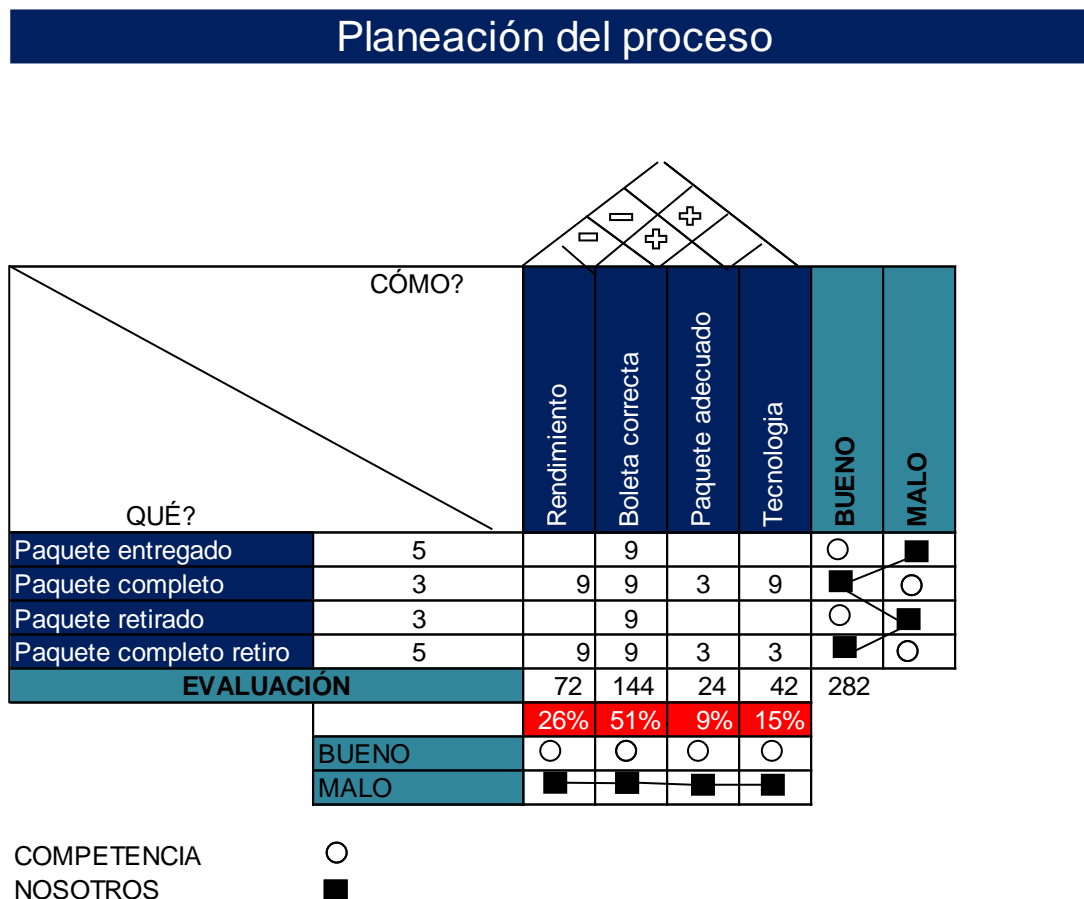 Planeación del proceso
CÓMO?
QUÉ?
Rendimiento
Boleta correcta
Paquete adecuado
Tecnologia
BUENO
MALO
Paquete entregado 5 9
Paquete completo 3 9 9 3 9
Paquete retirado 3 9
Paquete completo retiro 5 9 9 3 3
EVALUACIÓN 72 144 24 42 282
26% 51% 9% 15%
BUENO
MALO
COMPETENCIA
NOSOTROS